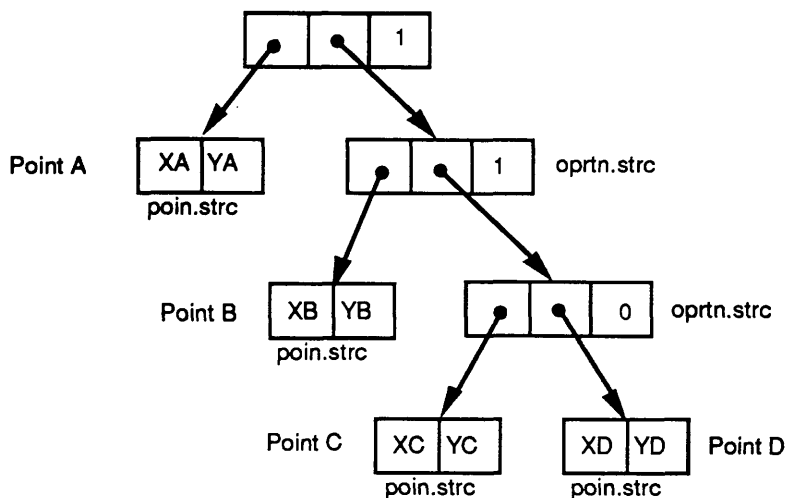 1
Point A XA YA 1 oprtn.strc
poin.strc
Point B XB YB 0 oprtn.strc
poin.strc
Point C XC YC XD YD Point D
poin.strc poin.strc